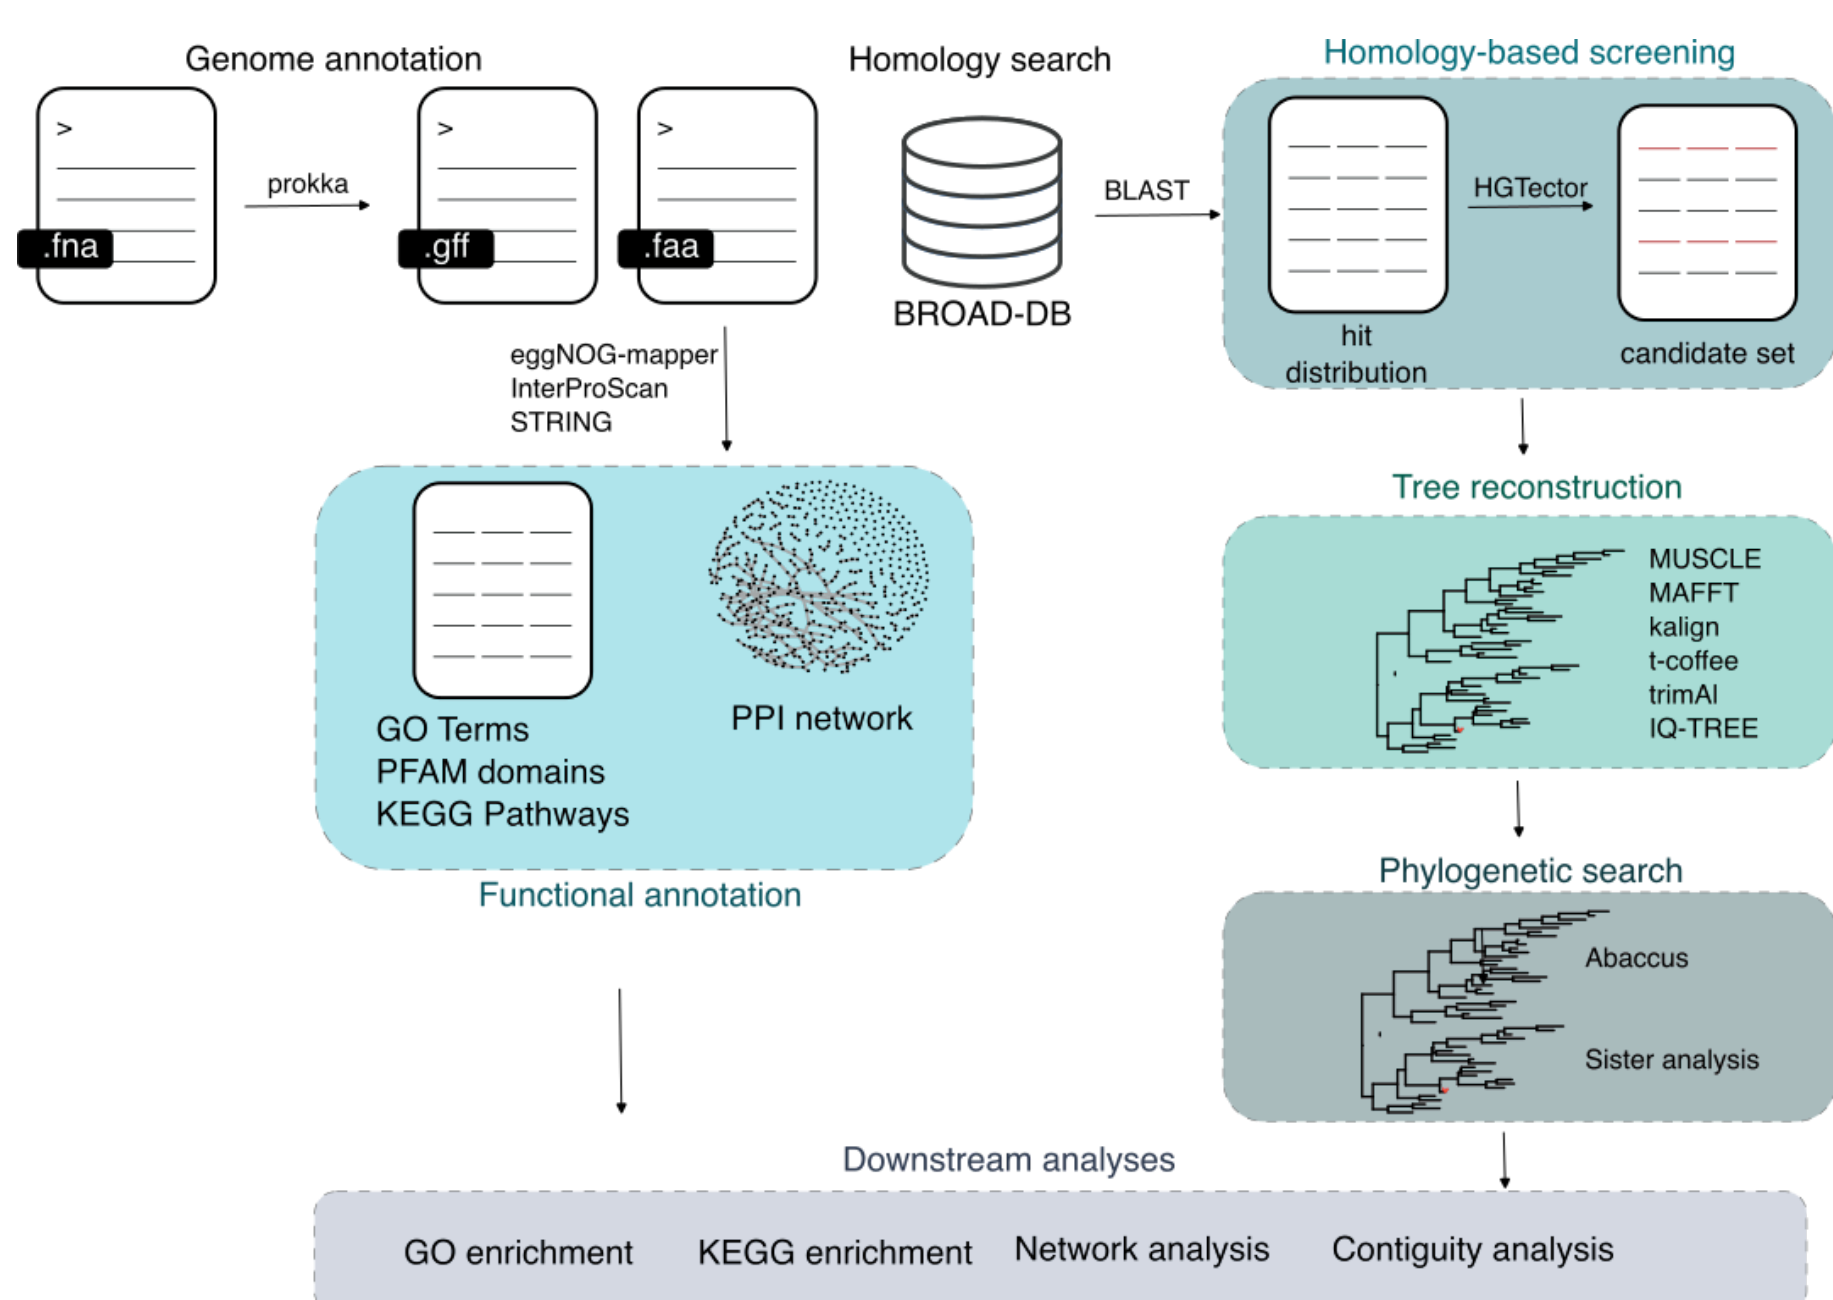 Genome annotation
>
.fna
prokka
>
.gff
>
.faa
eggNOG-mapper
InterProScan
STRING
GO Terms
PFAM domains
KEGG Pathways
PPI network
Functional annotation
Homology search
BROAD-DB
BLAST
Homology-based screening
hit
distribution
HGTector
candidate set
Tree reconstruction
MUSCLE
MAFFT
kalign
t-coffee
trimAl
IQ-TREE
Phylogenetic search
Abaccus
Sister analysis
Downstream analyses
GO enrichment
KEGG enrichment
Network analysis
Contiguity analysis